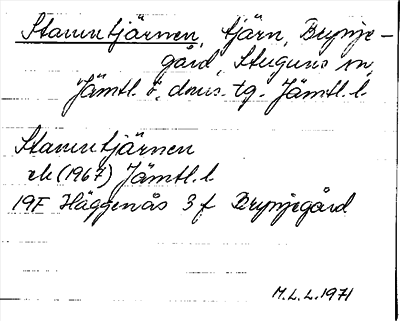 Stamntjärnen, tjärn, Brynje-
gård, Stuguns sn,
Jämtl. ö. doms. tg. Jämtl. l.
Stamntjärnen
ek (1967) Jämtl. l
19F Häggenås 3 f Brynjegård
M.L.L. 1971